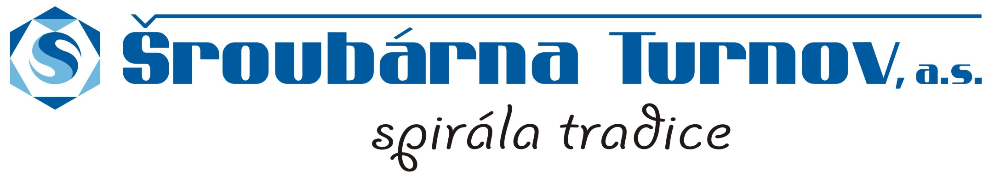 Šroubárna Turnov, a.s.
spirála tradice